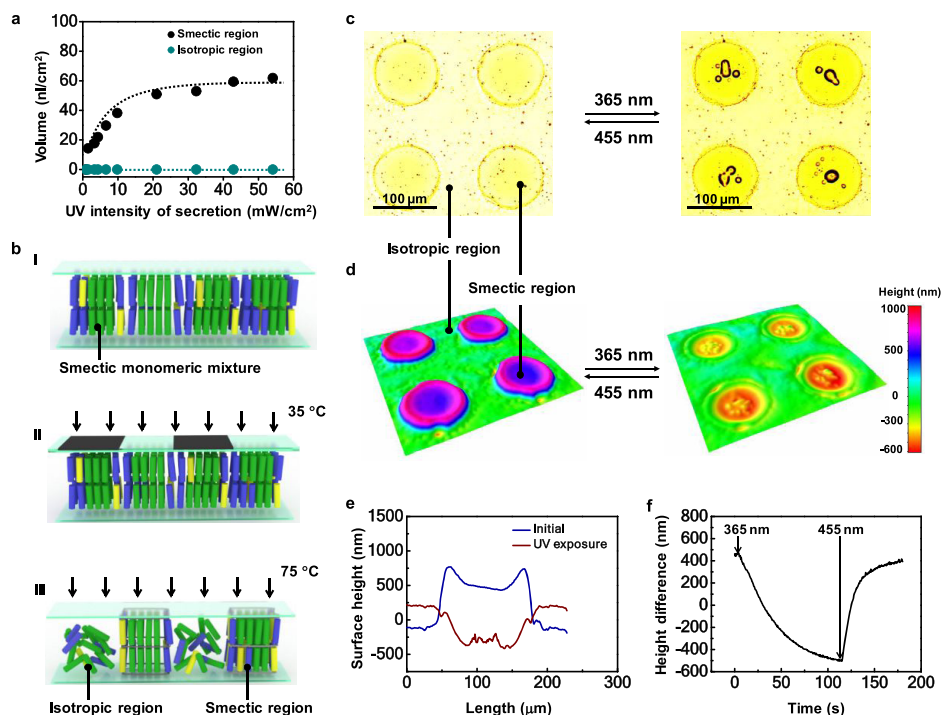 a
100
80
60
40
20
0
Volume (nl/cm²)
Smectic region
Isotropic region
0 10 20 30 40 50 60
UV intensity of secretion (mW/cm²)
b
I
Smectic monomeric mixture
II
35 °C
III
75 °C
Isotropic region
Smectic region
c
100 µm
365 nm
455 nm
100 µm
Isotropic region
Smectic region
d
365 nm
455 nm
Height (nm)
1000
800
400
0
-300
-600
e
1500
1000
500
0
-500
Surface height (nm)
Initial
UV exposure
0 50 100 150 200 250
Length (µm)
f
800
600
400
200
0
-200
-400
-600
Height difference (nm)
365 nm
455 nm
0 50 100 150 200
Time (s)